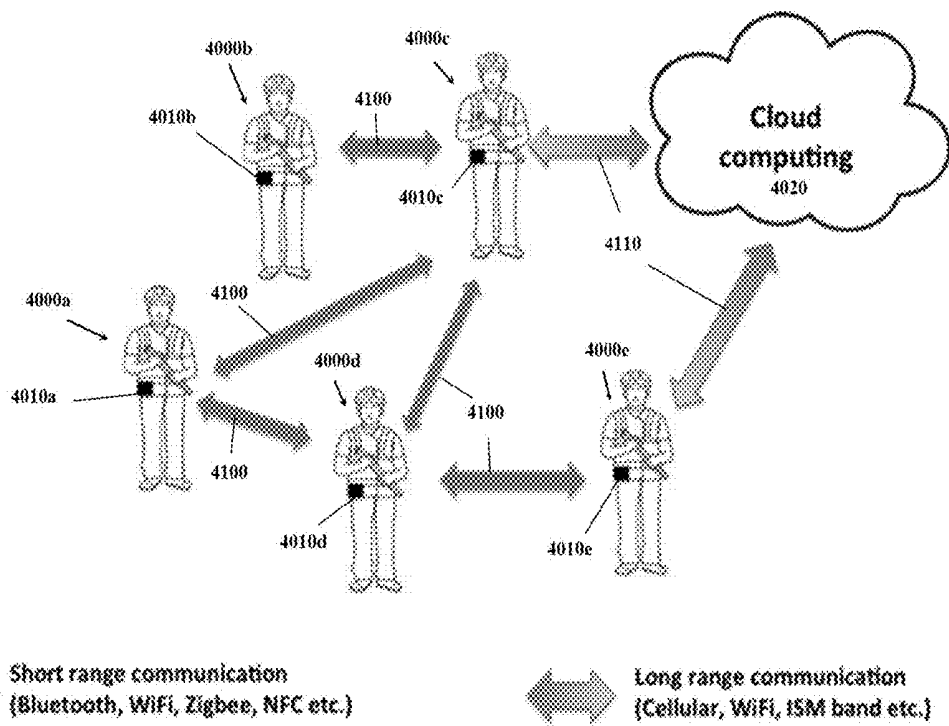 4000b
4000c
4100
4010b
Cloud
computing
4020
4010c
4110
4100
4000a
4000d
4000e
4010a
4100
4100
4100
4010d
4010e
Short range communication
(Bluetooth, WiFi, Zigbee, NFC etc.)
Long range communication
(Cellular, WiFi, ISM band etc.)